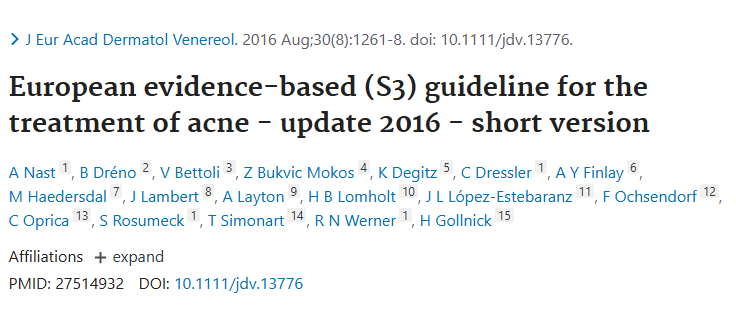 > J Eur Acad Dermatol Venereol. 2016 Aug;30(8):1261-8. doi: 10.1111/jdv.13776.
European evidence-based (S3) guideline for the
treatment of acne - update 2016 - short version
A Nast 1, B Dréno 2, V Bettoli 3, Z Bukvic Mokos 4, K Degitz 5, C Dressler 1, A Y Finlay 6,
M Haedersdal 7, J Lambert 8, A Layton 9, H B Lomholt 10, J L López-Estebaranz 11, F Ochsendorf 12,
C Oprica 13, S Rosumeck 1, T Simonart 14, R N Werner 1, H Gollnick 15
Affiliations + expand
PMID: 27514932 DOI: 10.1111/jdv.13776